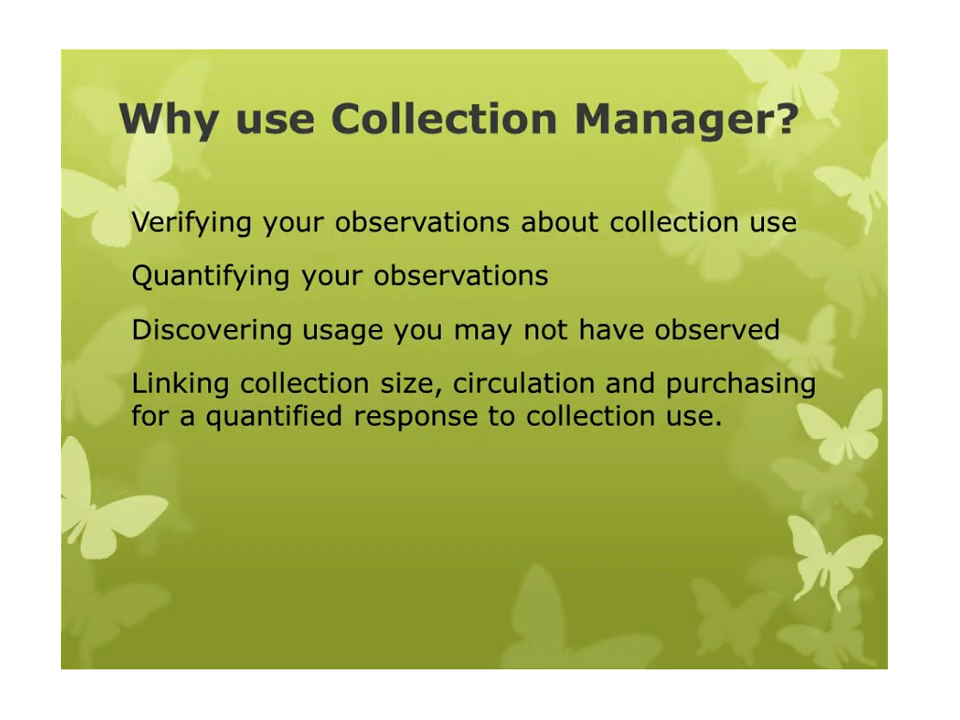 Why use Collection Manager?
Verifying your observations about collection use
Quantifying your observations
Discovering usage you may not have observed
Linking collection size, circulation and purchasing
for a quantified response to collection use.